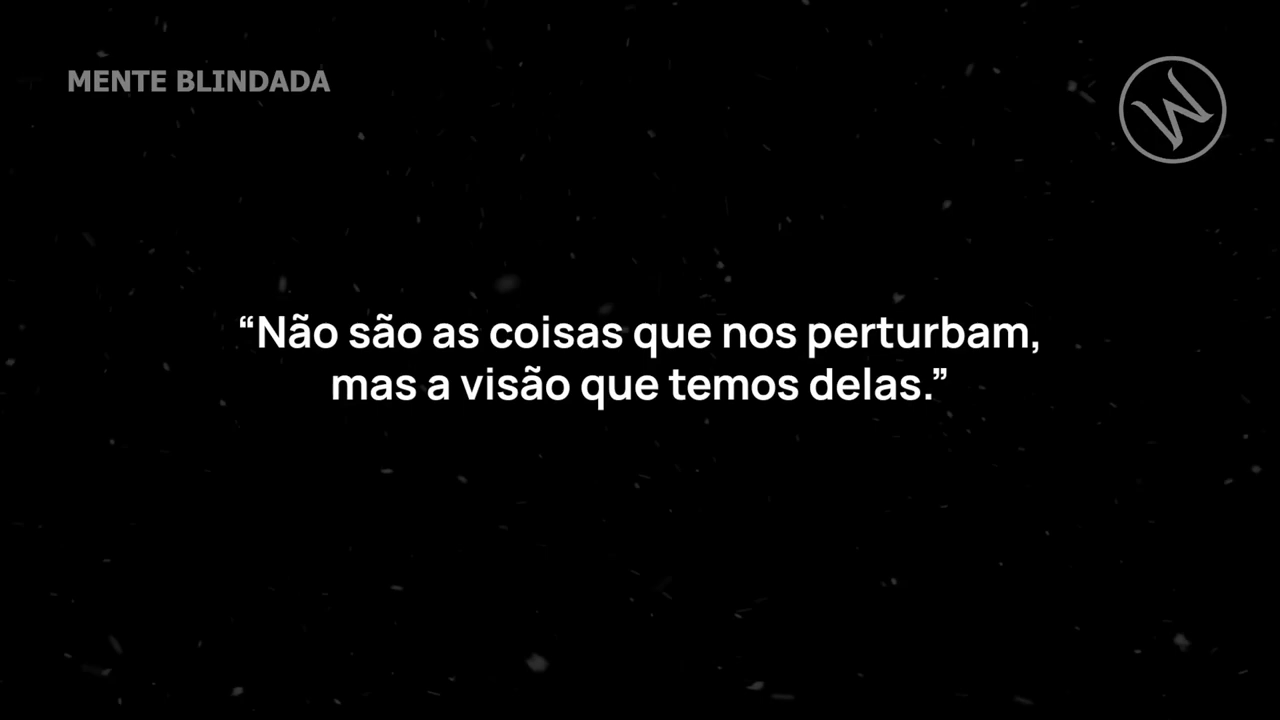 MENTE BLINDADA
W
“Não são as coisas que nos perturbam,
mas a visão que temos delas.”